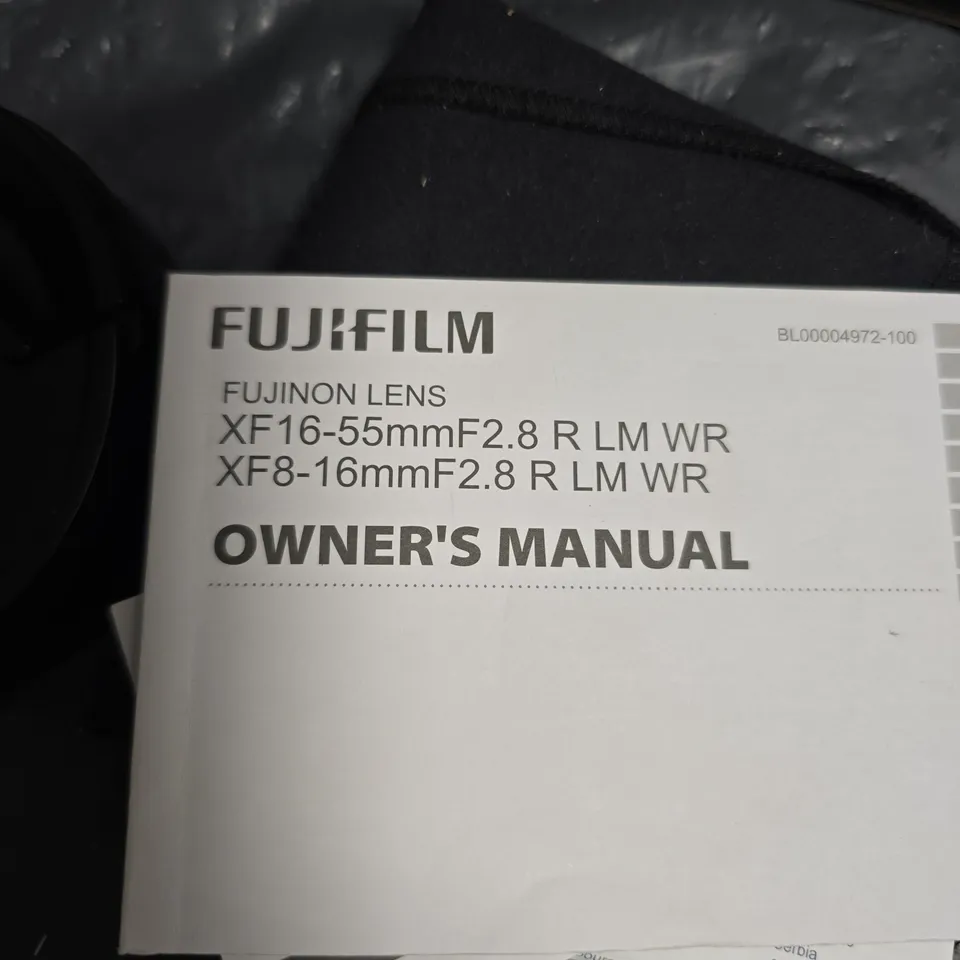 FUJIFILM
BL00004972-100
FUJINON LENS
XF16-55mmF2.8 R LM WR
XF8-16mmF2.8 R LM WR
OWNER'S MANUAL